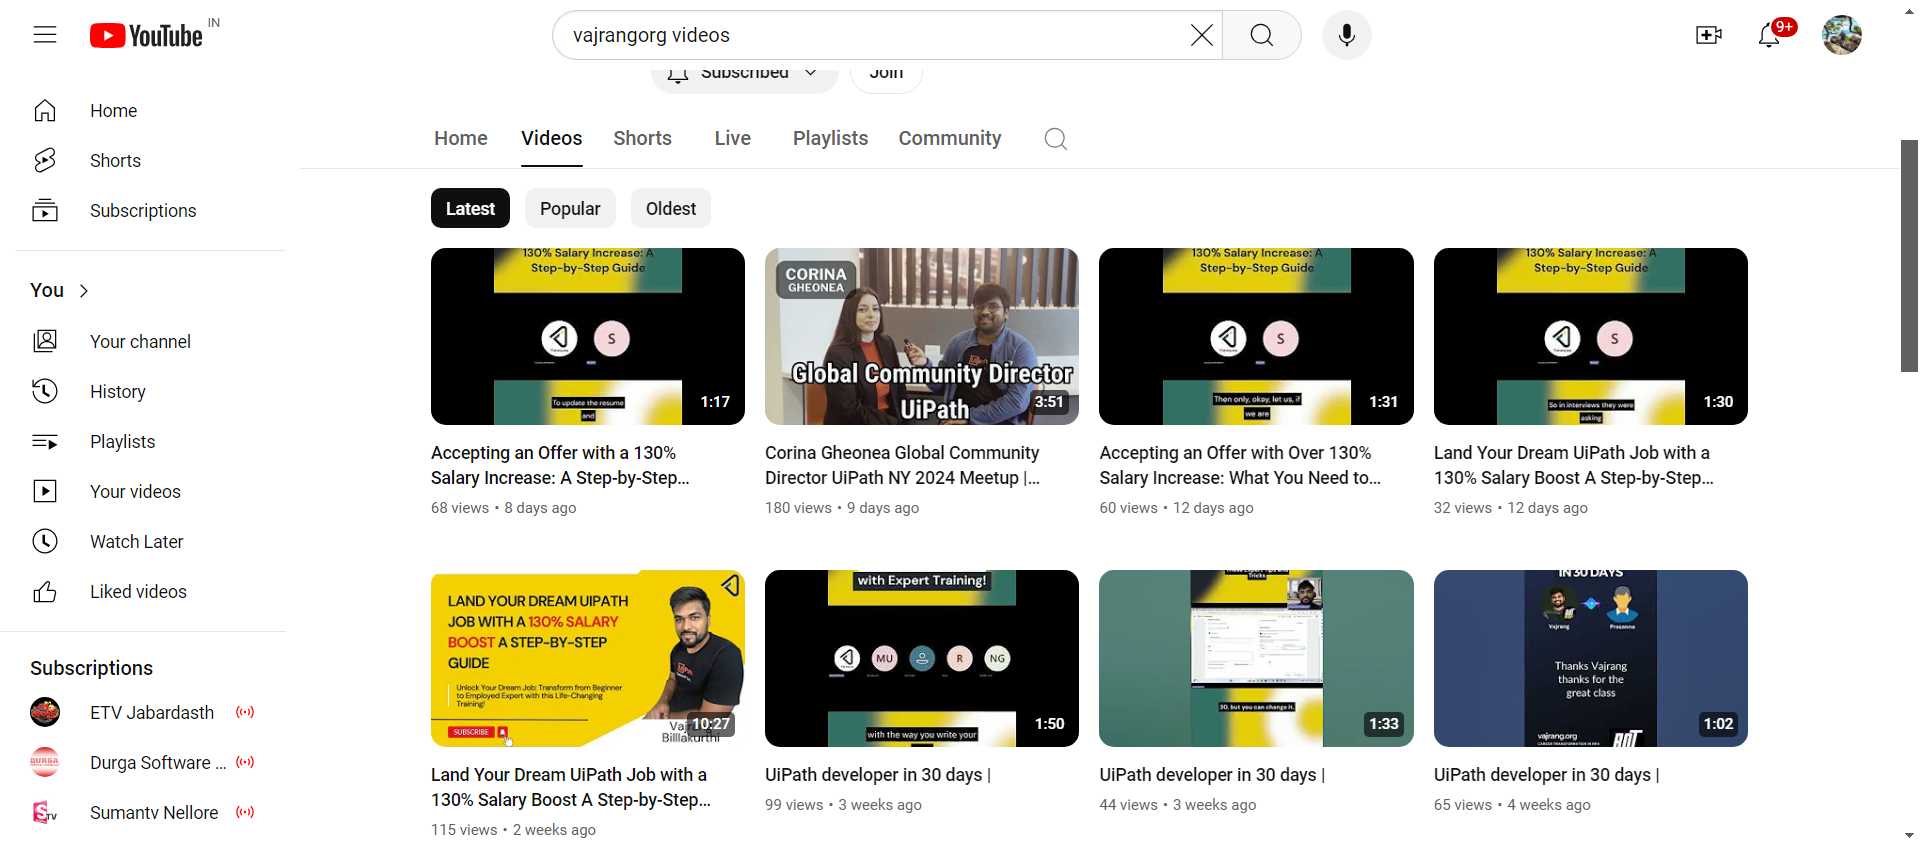 YouTube IN
vajrangorg videos
9+
Subscribed
Join
Home
Shorts
Subscriptions
You
Your channel
History
Playlists
Your videos
Watch Later
Liked videos
Subscriptions
ETV Jabardasth
Durga Software ...
Sumantv Nellore
Home Videos Shorts Live Playlists Community
Latest Popular Oldest
130% Salary Increase: A
Step-by-Step Guide
S
To update the resume
and
1:17
Accepting an Offer with a 130%
Salary Increase: A Step-by-Step...
68 views • 8 days ago
CORINA
GHEONEA
Global Community Director
UiPath
3:51
Corina Gheonea Global Community
Director UiPath NY 2024 Meetup |...
180 views • 9 days ago
130% Salary Increase: A
Step-by-Step Guide
S
Then only, okay, let us, if
we are
1:31
Accepting an Offer with Over 130%
Salary Increase: What You Need to...
60 views • 12 days ago
130% Salary Increase: A
Step-by-Step Guide
S
So in interviews they were
asking
1:30
Land Your Dream UiPath Job with a
130% Salary Boost A Step-by-Step...
32 views • 12 days ago
LAND YOUR DREAM UIPATH
JOB WITH A 130% SALARY
BOOST A STEP-BY-STEP
GUIDE
Unlock Your Dream Job: Transform from Beginner
to Employed Expert with this Life-Changing
Training!
SUBSCRIBE
Billlakurthi
10:27
Land Your Dream UiPath Job with a
130% Salary Boost A Step-by-Step...
115 views • 2 weeks ago
with Expert Training!
MU R NG
with the way you write your
1:50
UiPath developer in 30 days |
99 views • 3 weeks ago
Tricks
SO, but you can change it.
1:33
UiPath developer in 30 days |
44 views • 3 weeks ago
IN 30 DAYS
Vajrang Prasanna
Thanks Vajrang
thanks for the
great class
vajrang.org
BOT
1:02
UiPath developer in 30 days |
65 views • 4 weeks ago